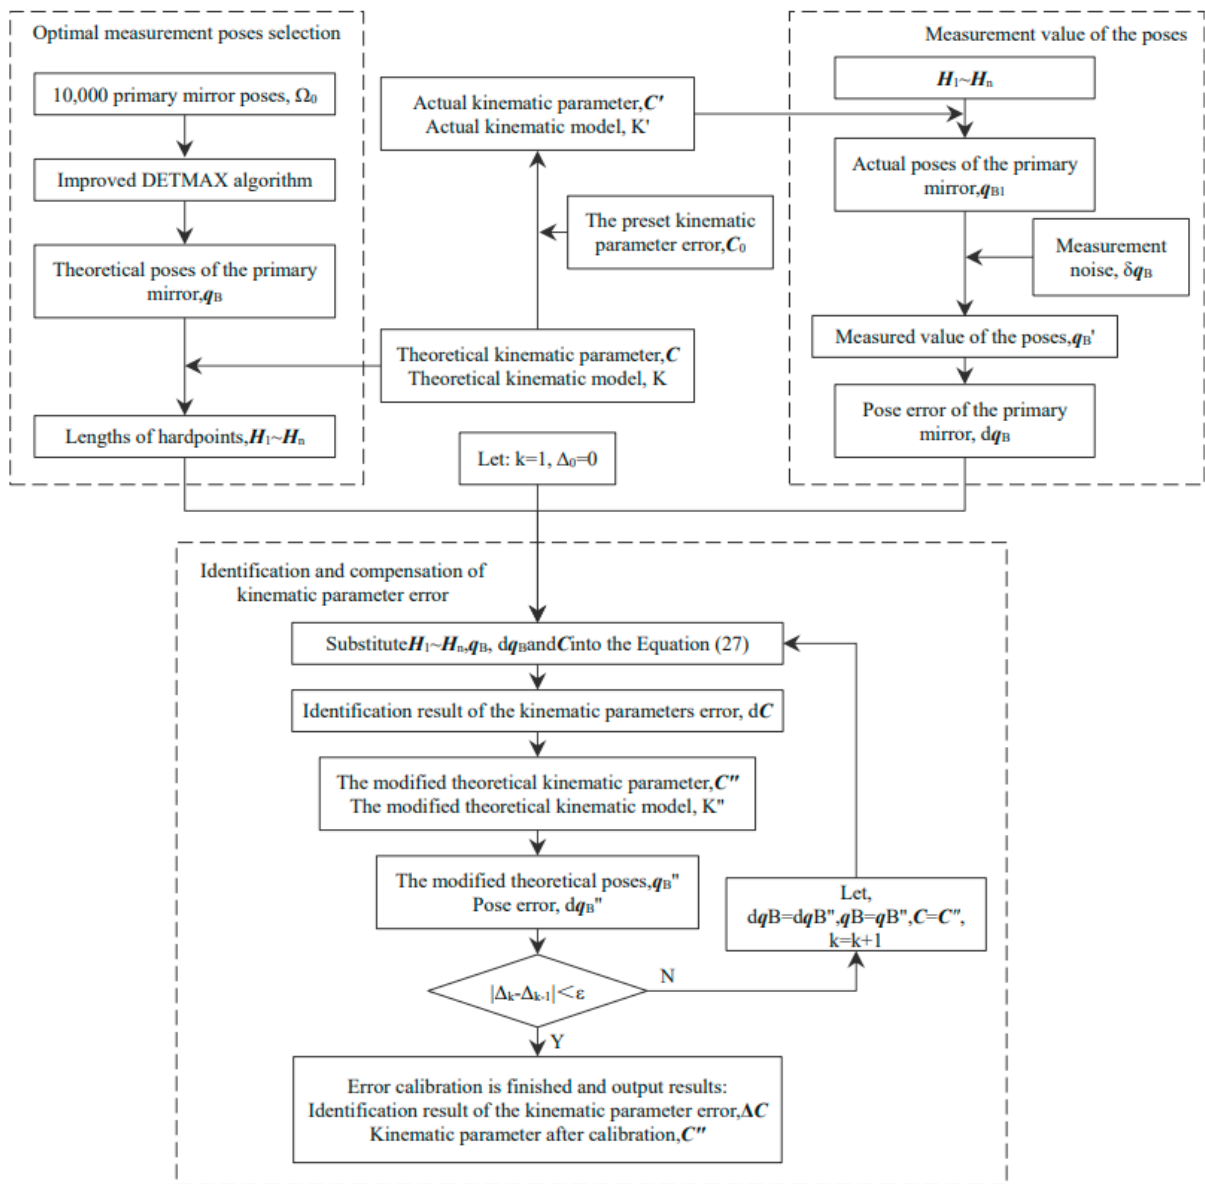 Optimal measurement poses selection
10,000 primary mirror poses, Ω₀
Improved DETMAX algorithm
Theoretical poses of the primary
mirror,qB
Lengths of hardpoints,H₁~Hₙ
Actual kinematic parameter,C'
Actual kinematic model, K'
The preset kinematic
parameter error,C₀
Theoretical kinematic parameter,C
Theoretical kinematic model, K
Let: k=1, Δ₀=0
Measurement value of the poses
H₁~Hₙ
Actual poses of the primary
mirror,qB1
Measurement
noise, δqB
Measured value of the poses,qB'
Pose error of the primary
mirror, dqB
Identification and compensation of
kinematic parameter error
SubstituteH₁~Hₙ,qB, dqBandCinto the Equation (27)
Identification result of the kinematic parameters error, dC
The modified theoretical kinematic parameter,C"
The modified theoretical kinematic model, K"
The modified theoretical poses,qB"
Pose error, dqB"
Let,
dqB=dqB",qB=qB",C=C",
k=k+1
|Δk-Δk-1|<ε
N
Y
Error calibration is finished and output results:
Identification result of the kinematic parameter error,ΔC
Kinematic parameter after calibration,C"